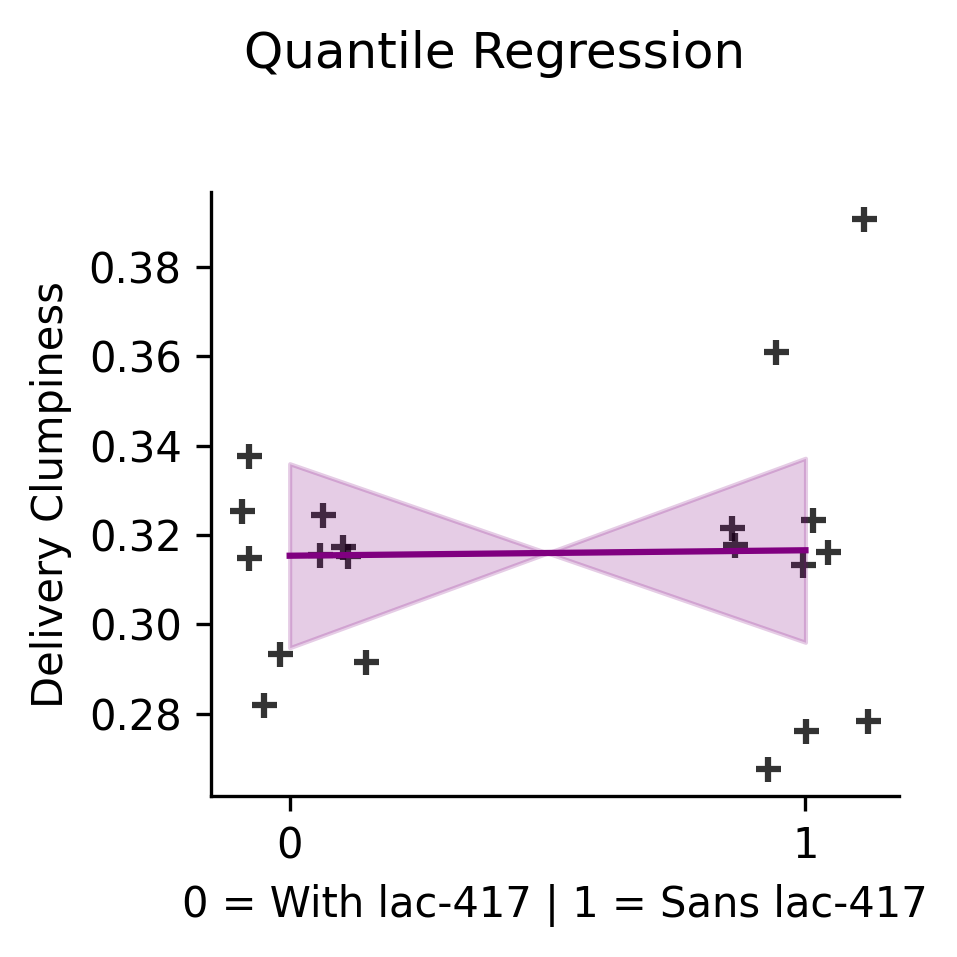 Quantile Regression
Delivery Clumpiness
0.38
0.36
0.34
0.32
0.30
0.28
0 1
0 = With lac-417 | 1 = Sans lac-417